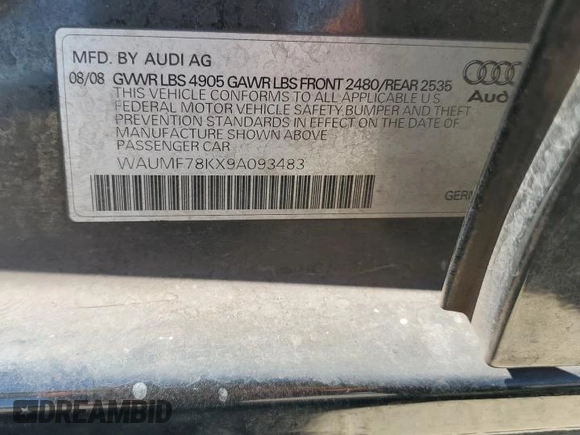 MFD. BY AUDI AG
08/08 GVWR LBS 4905 GAWR LBS FRONT 2480/REAR 2535
THIS VEHICLE CONFORMS TO ALL APPLICABLE U.S.
FEDERAL MOTOR VEHICLE SAFETY, BUMPER AND THEFT
PREVENTION STANDARDS IN EFFECT ON THE DATE OF
MANUFACTURE SHOWN ABOVE
PASSENGER CAR
WAUMF78KX9A093483
Audi
DREAMBID